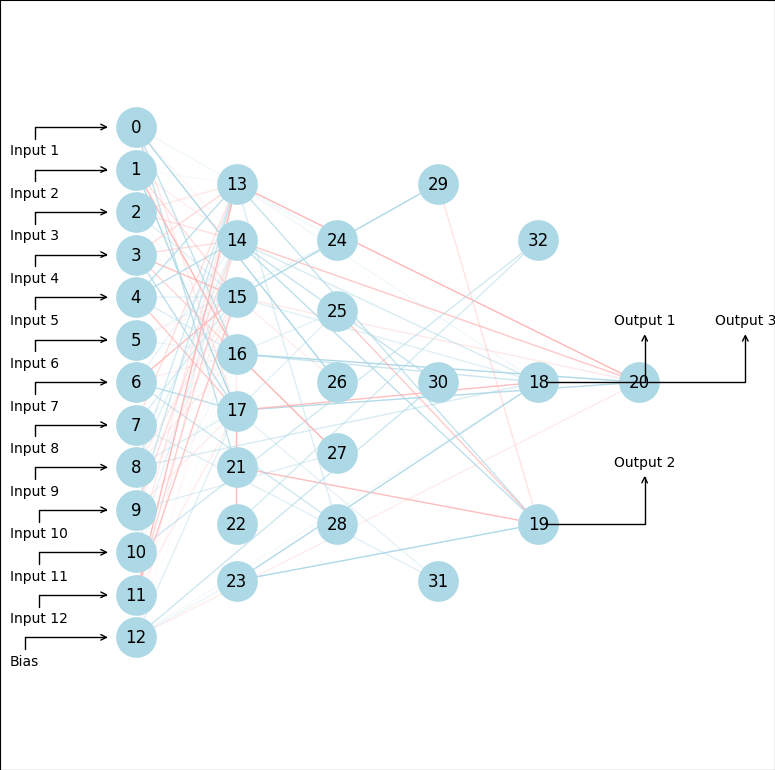 0
Input 1
1
Input 2
13
29
2
Input 3
14
24
32
3
Input 4
15
4
25
Input 5
Output 1
Output 3
5
16
Input 6
6
26
30
18
20
Input 7
17
7
Input 8
27
8
21
Output 2
Input 9
9
22
28
19
Input 10
10
Input 11
23
31
11
Input 12
12
Bias